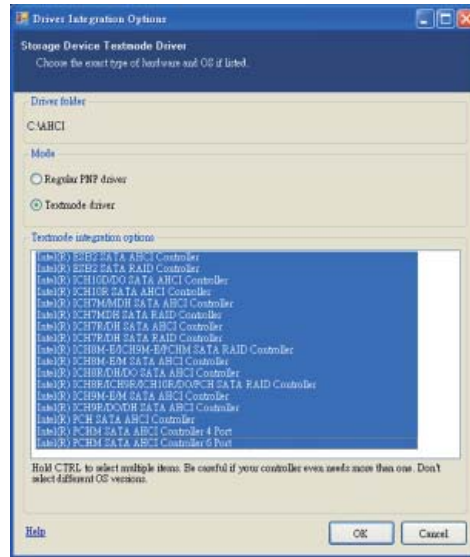 Driver Integration Options
Storage Device Textmode Driver
Choose the exact type of hardware and OS if listed.
Driver folder
C:\AHCI
Mode
Regular PNP driver
Textmode driver
Textmode integration options
Intel(R) ESB2 SATA AHCI Controller
Intel(R) ESB2 SATA RAID Controller
Intel(R) ICH10D/DO SATA AHCI Controller
Intel(R) ICH10R SATA AHCI Controller
Intel(R) ICH7M/MDH SATA AHCI Controller
Intel(R) ICH7MDH SATA RAID Controller
Intel(R) ICH7R/DH SATA AHCI Controller
Intel(R) ICH7R/DH SATA RAID Controller
Intel(R) ICH8M-E/ICH9M-E/PCHM SATA RAID Controller
Intel(R) ICH8M-E/M SATA AHCI Controller
Intel(R) ICH8R/DH/DO SATA AHCI Controller
Intel(R) ICH8R/ICH9R/ICH10R/DO/PCH SATA RAID Controller
Intel(R) ICH9M-E/M SATA AHCI Controller
Intel(R) ICH9R/DO/DH SATA AHCI Controller
Intel(R) PCH SATA AHCI Controller
Intel(R) PCHM SATA AHCI Controller 4 Port
Intel(R) PCHM SATA AHCI Controller 6 Port
Hold CTRL to select multiple items. Be careful if your controller even needs more than one. Don't
select different OS versions.
Help
OK
Cancel